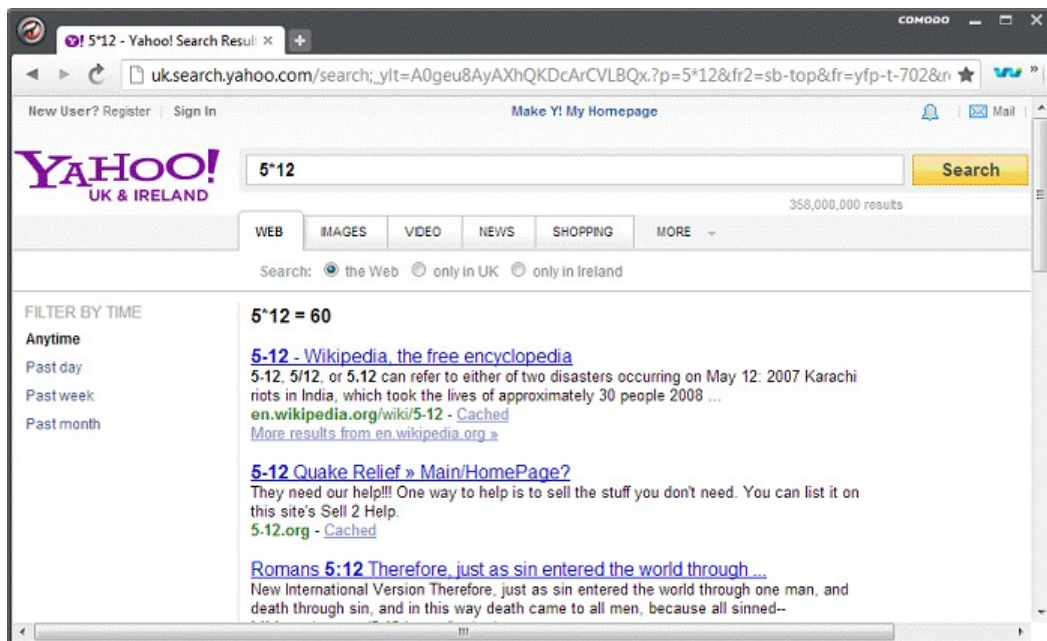 COMODO
Y! 5*12 - Yahoo! Search Resul
uk.search.yahoo.com/search;_ylt=A0geu8AyAXhQKDcArCVLBQx.?p=5*12&fr2=sb-top&fr=yfp-t-702&
New User? Register | Sign In Make Y! My Homepage Mail
YAHOO!
UK & IRELAND
5*12 Search
358,000,000 results
WEB IMAGES VIDEO NEWS SHOPPING MORE
Search: the Web only in UK only in Ireland
FILTER BY TIME
Anytime
Past day
Past week
Past month
5*12 = 60
5-12 - Wikipedia, the free encyclopedia
5-12, 5/12, or 5.12 can refer to either of two disasters occurring on May 12: 2007 Karachi
riots in India, which took the lives of approximately 30 people 2008 ...
en.wikipedia.org/wiki/5-12 - Cached
More results from en.wikipedia.org »
5-12 Quake Relief » Main/HomePage?
They need our help!!! One way to help is to sell the stuff you don't need. You can list it on
this site's Sell 2 Help.
5-12.org - Cached
Romans 5:12 Therefore, just as sin entered the world through ...
New International Version Therefore, just as sin entered the world through one man, and
death through sin, and in this way death came to all men, because all sinned--